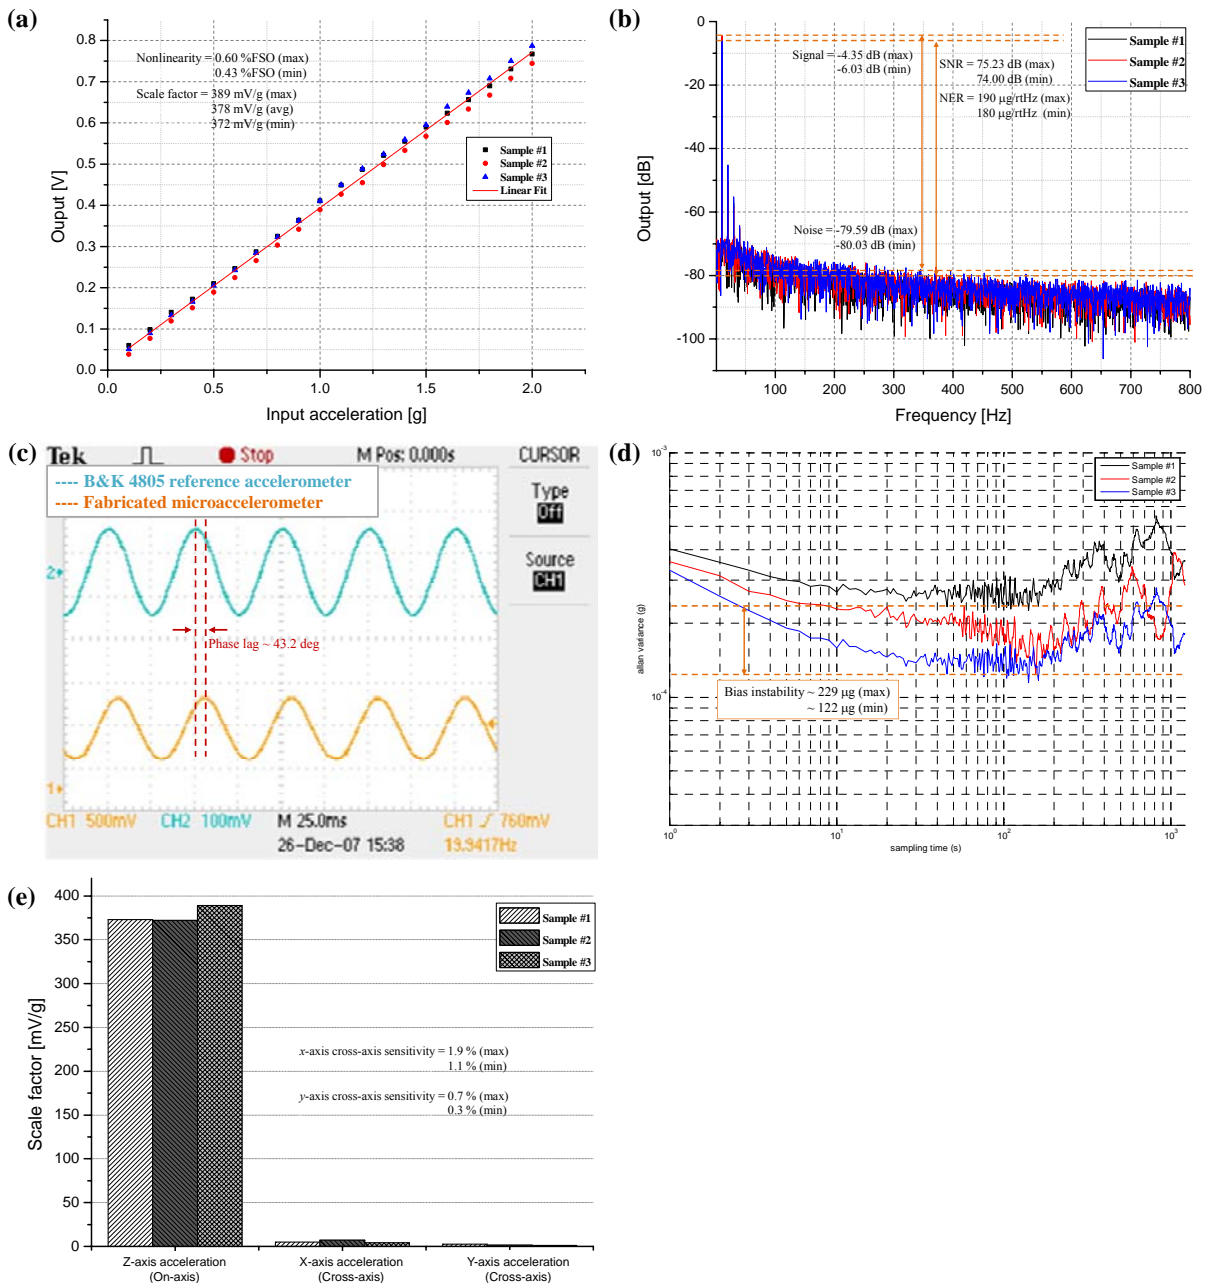 (a)
0.8
0.7
0.6
0.5
0.4
0.3
0.2
0.1
0.0
Ouput [V]
Nonlinearity = 0.60 %FSO (max)
0.43 %FSO (min)
Scale factor = 389 mV/g (max)
378 mV/g (avg)
372 mV/g (min)
Sample #1
Sample #2
Sample #3
Linear Fit
0.0 0.5 1.0 1.5 2.0
Input acceleration [g]
(b)
0
-20
-40
-60
-80
-100
Output [dB]
Signal = -4.35 dB (max)
-6.03 dB (min)
SNR = 75.23 dB (max)
74.00 dB (min)
NER = 190 µg/rtHz (max)
180 µg/rtHz (min)
Noise = -79.59 dB (max)
-80.03 dB (min)
Sample #1
Sample #2
Sample #3
100 200 300 400 500 600 700 800
Frequency [Hz]
(c)
Tek Stop M Pos: 0.000s CURSOR
---- B&K 4805 reference accelerometer
---- Fabricated microaccelerometer
Type
Off
Source
CH1
2
Phase lag ~ 43.2 deg
1
CH1 500mV CH2 100mV M 25.0ms CH1 760mV
26-Dec-07 15:38 19.9417Hz
(d)
10-3
10-4
allan variance (g)
Sample #1
Sample #2
Sample #3
Bias instability ~ 229 µg (max)
~ 122 µg (min)
100 101 102 103
sampling time (s)
(e)
400
350
300
250
200
150
100
50
0
Scale factor [mV/g]
Sample #1
Sample #2
Sample #3
x-axis cross-axis sensitivity = 1.9 % (max)
1.1 % (min)
y-axis cross-axis sensitivity = 0.7 % (max)
0.3 % (min)
Z-axis acceleration X-axis acceleration Y-axis acceleration
(On-axis) (Cross-axis) (Cross-axis)